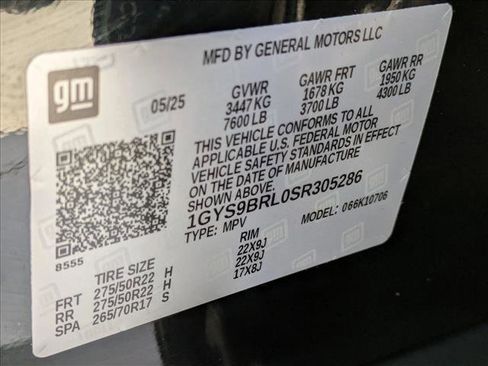 MFD BY GENERAL MOTORS LLC
gm
05/25
GVWR GAWR FRT GAWR RR
3447 KG 1678 KG 1950 KG
7600 LB 3700 LB 4300 LB
THIS VEHICLE CONFORMS TO ALL
APPLICABLE U.S. FEDERAL MOTOR
VEHICLE SAFETY STANDARDS IN EFFECT
ON THE DATE OF MANUFACTURE
SHOWN ABOVE.
1GYS9BRL0SR305286
TYPE: MPV MODEL: 066K10706
8555
TIRE SIZE RIM
FRT 275/50R22 H 22X9J
RR 275/50R22 H 22X9J
SPA 265/70R17 S 17X8J